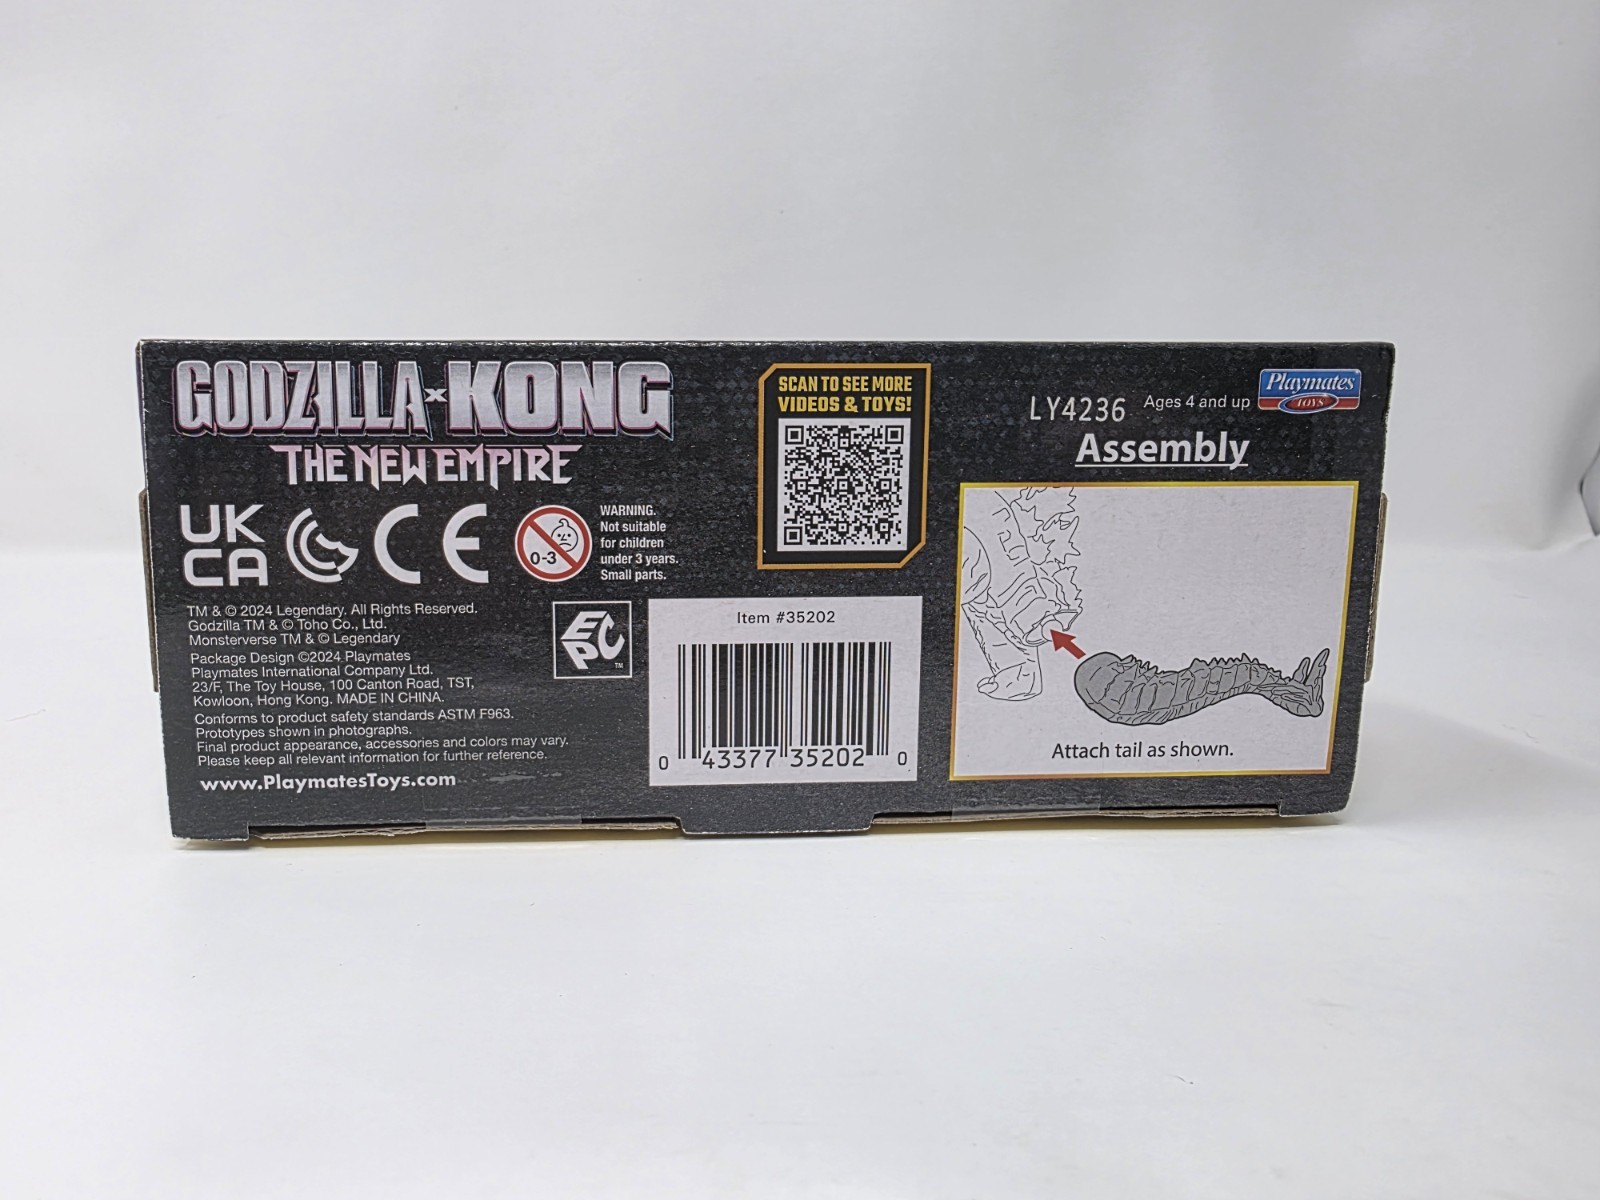 GODZILLA x KONG
THE NEW EMPIRE
UK
CA
CE
0-3
WARNING.
Not suitable
for children
under 3 years.
Small parts.
TM & © 2024 Legendary. All Rights Reserved.
Godzilla TM & © Toho Co., Ltd.
Monsterverse TM & © Legendary
Package Design ©2024 Playmates
Playmates International Company Ltd.
23/F, The Toy House, 100 Canton Road, TST,
Kowloon, Hong Kong. MADE IN CHINA.
Conforms to product safety standards ASTM F963.
Prototypes shown in photographs.
Final product appearance, accessories and colors may vary.
Please keep all relevant information for further reference.
www.PlaymatesToys.com
EPC TM
SCAN TO SEE MORE
VIDEOS & TOYS!
Item #35202
0 43377 35202 0
LY4236 Ages 4 and up
Playmates
TOYS
Assembly
Attach tail as shown.